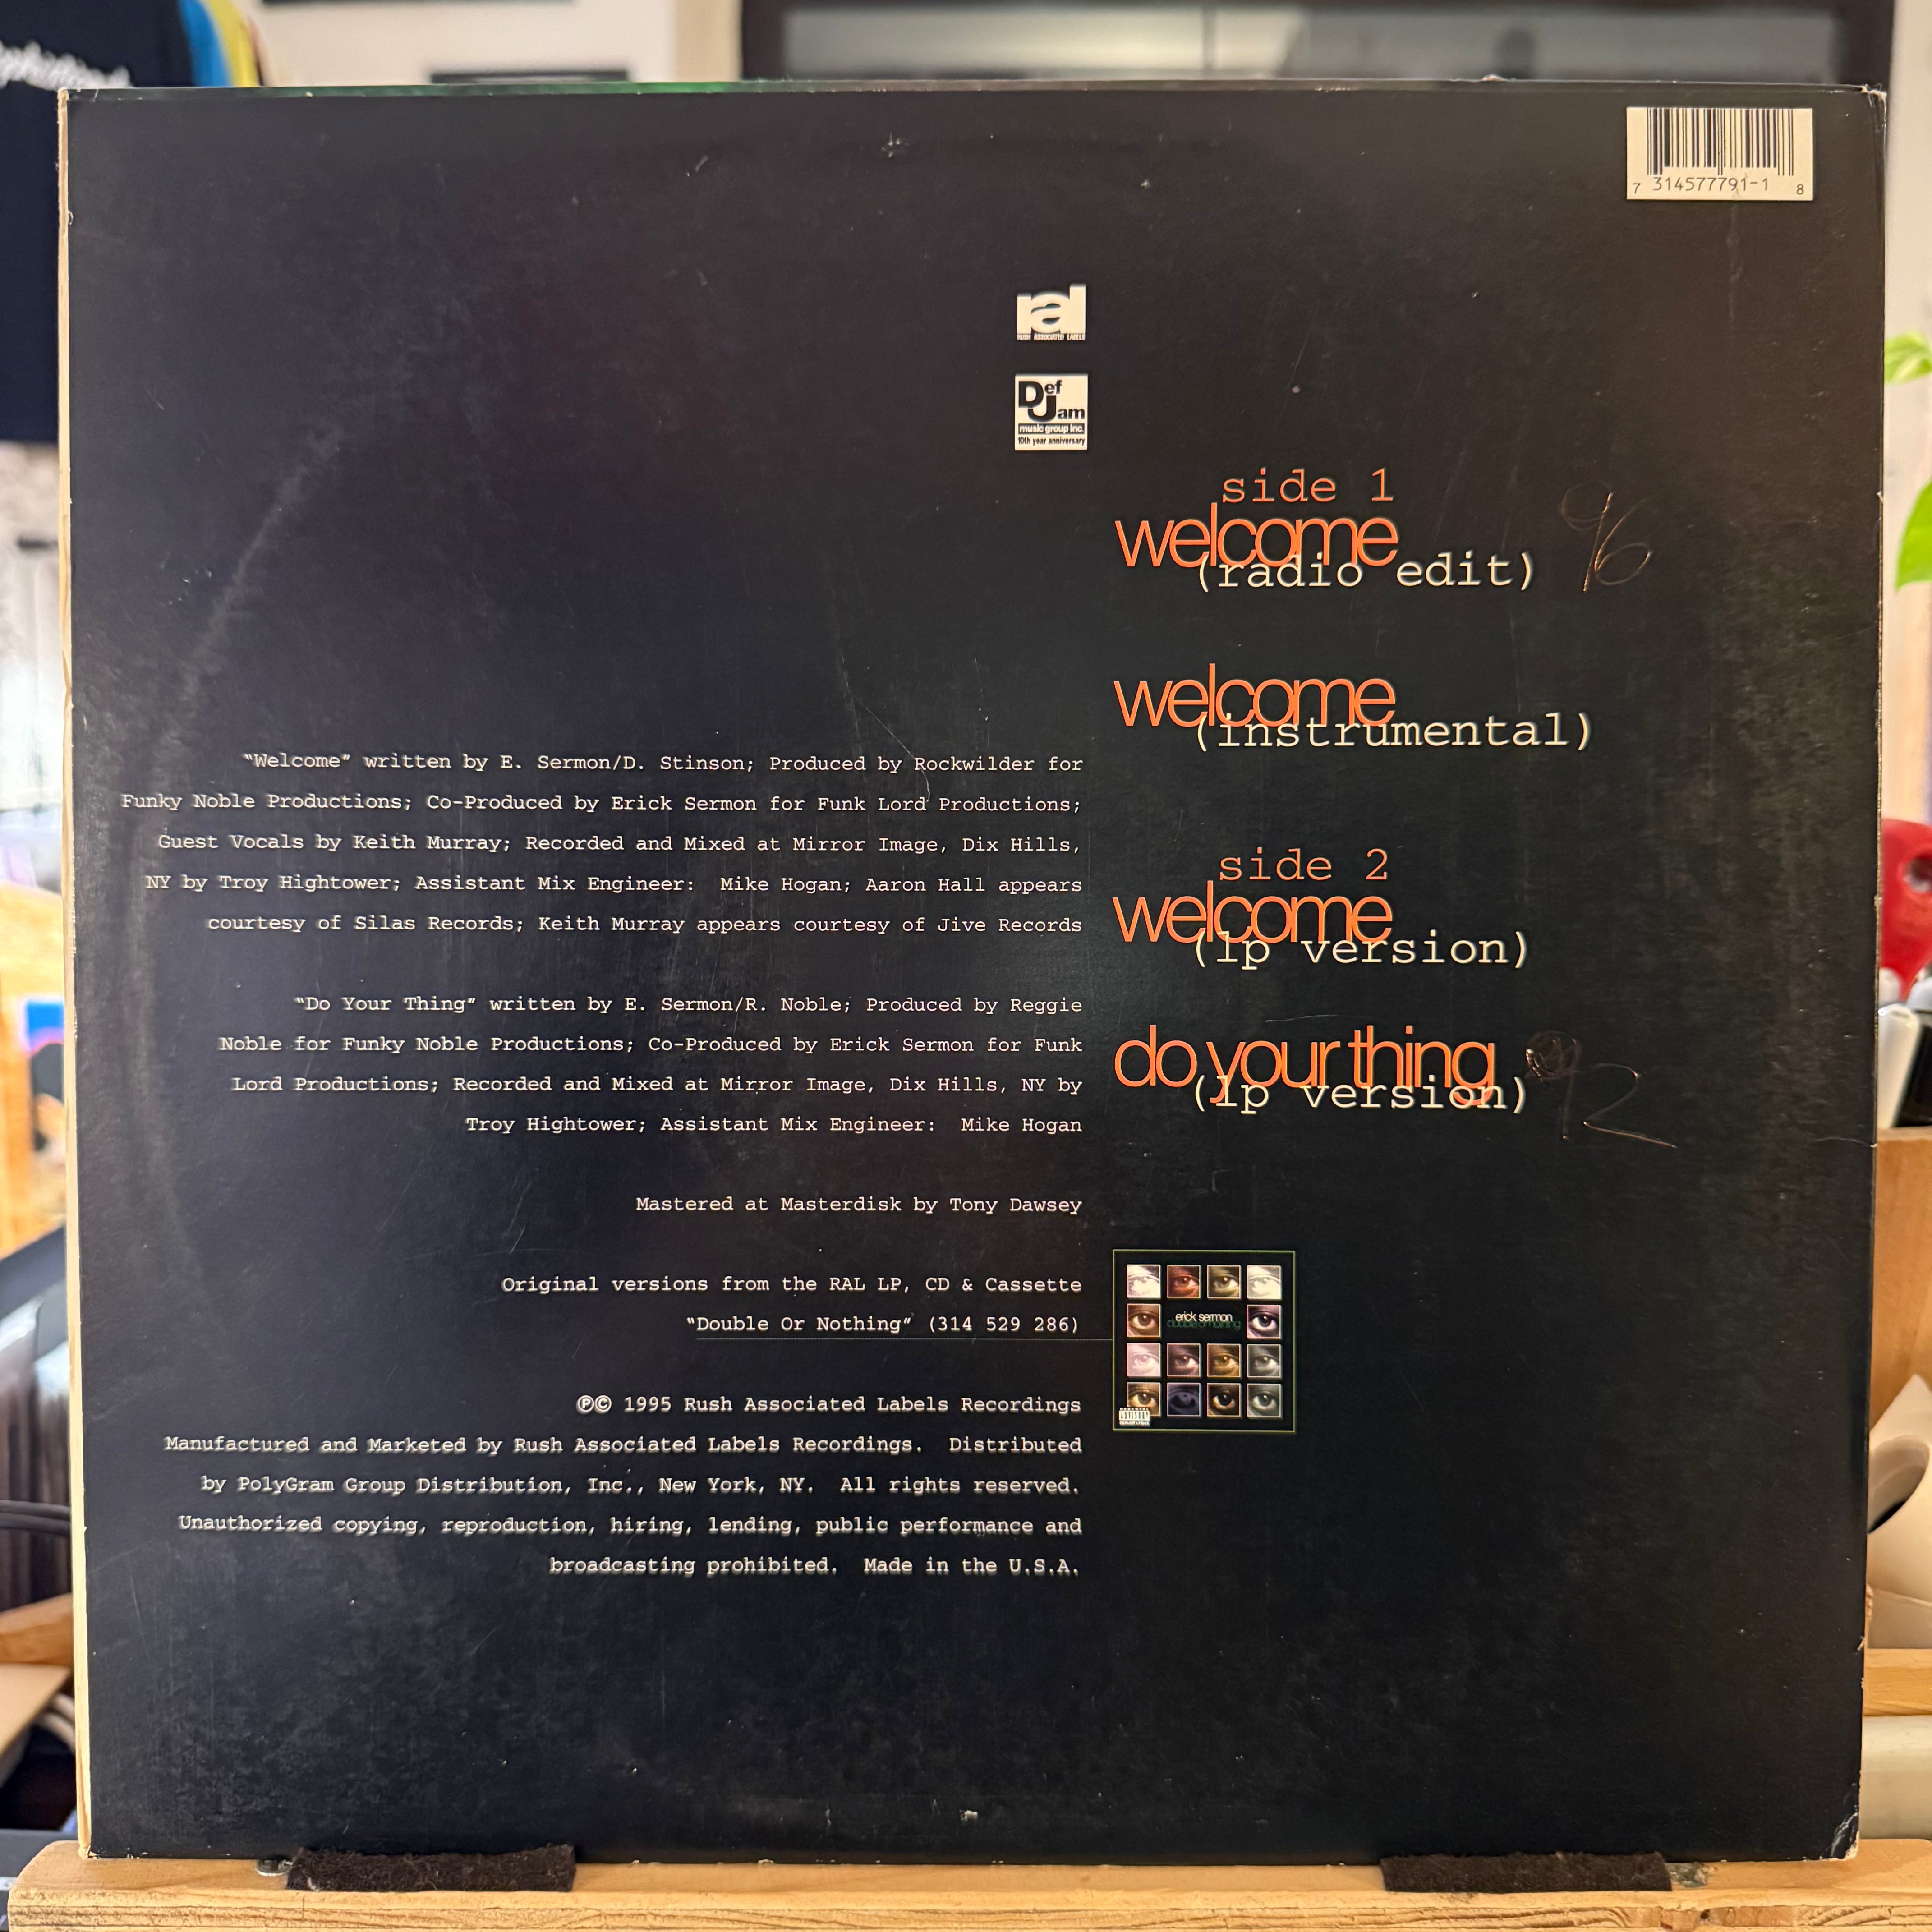 7 314577791-1 8
ral
RUSH ASSOCIATED LABELS
Def Jam
music group inc.
10th year anniversary
side 1
welcome
(radio edit)
96
welcome
(instrumental)
side 2
welcome
(lp version)
do your thing
(lp version)
92
“Welcome” written by E. Sermon/D. Stinson; Produced by Rockwilder for
Funky Noble Productions; Co-Produced by Erick Sermon for Funk Lord Productions;
Guest Vocals by Keith Murray; Recorded and Mixed at Mirror Image, Dix Hills,
NY by Troy Hightower; Assistant Mix Engineer: Mike Hogan; Aaron Hall appears
courtesy of Silas Records; Keith Murray appears courtesy of Jive Records
“Do Your Thing” written by E. Sermon/R. Noble; Produced by Reggie
Noble for Funky Noble Productions; Co-Produced by Erick Sermon for Funk
Lord Productions; Recorded and Mixed at Mirror Image, Dix Hills, NY by
Troy Hightower; Assistant Mix Engineer: Mike Hogan
Mastered at Masterdisk by Tony Dawsey
Original versions from the RAL LP, CD & Cassette
“Double Or Nothing” (314 529 286)
erick sermon
double or nothing
℗© 1995 Rush Associated Labels Recordings
Manufactured and Marketed by Rush Associated Labels Recordings. Distributed
by PolyGram Group Distribution, Inc., New York, NY. All rights reserved.
Unauthorized copying, reproduction, hiring, lending, public performance and
broadcasting prohibited. Made in the U.S.A.